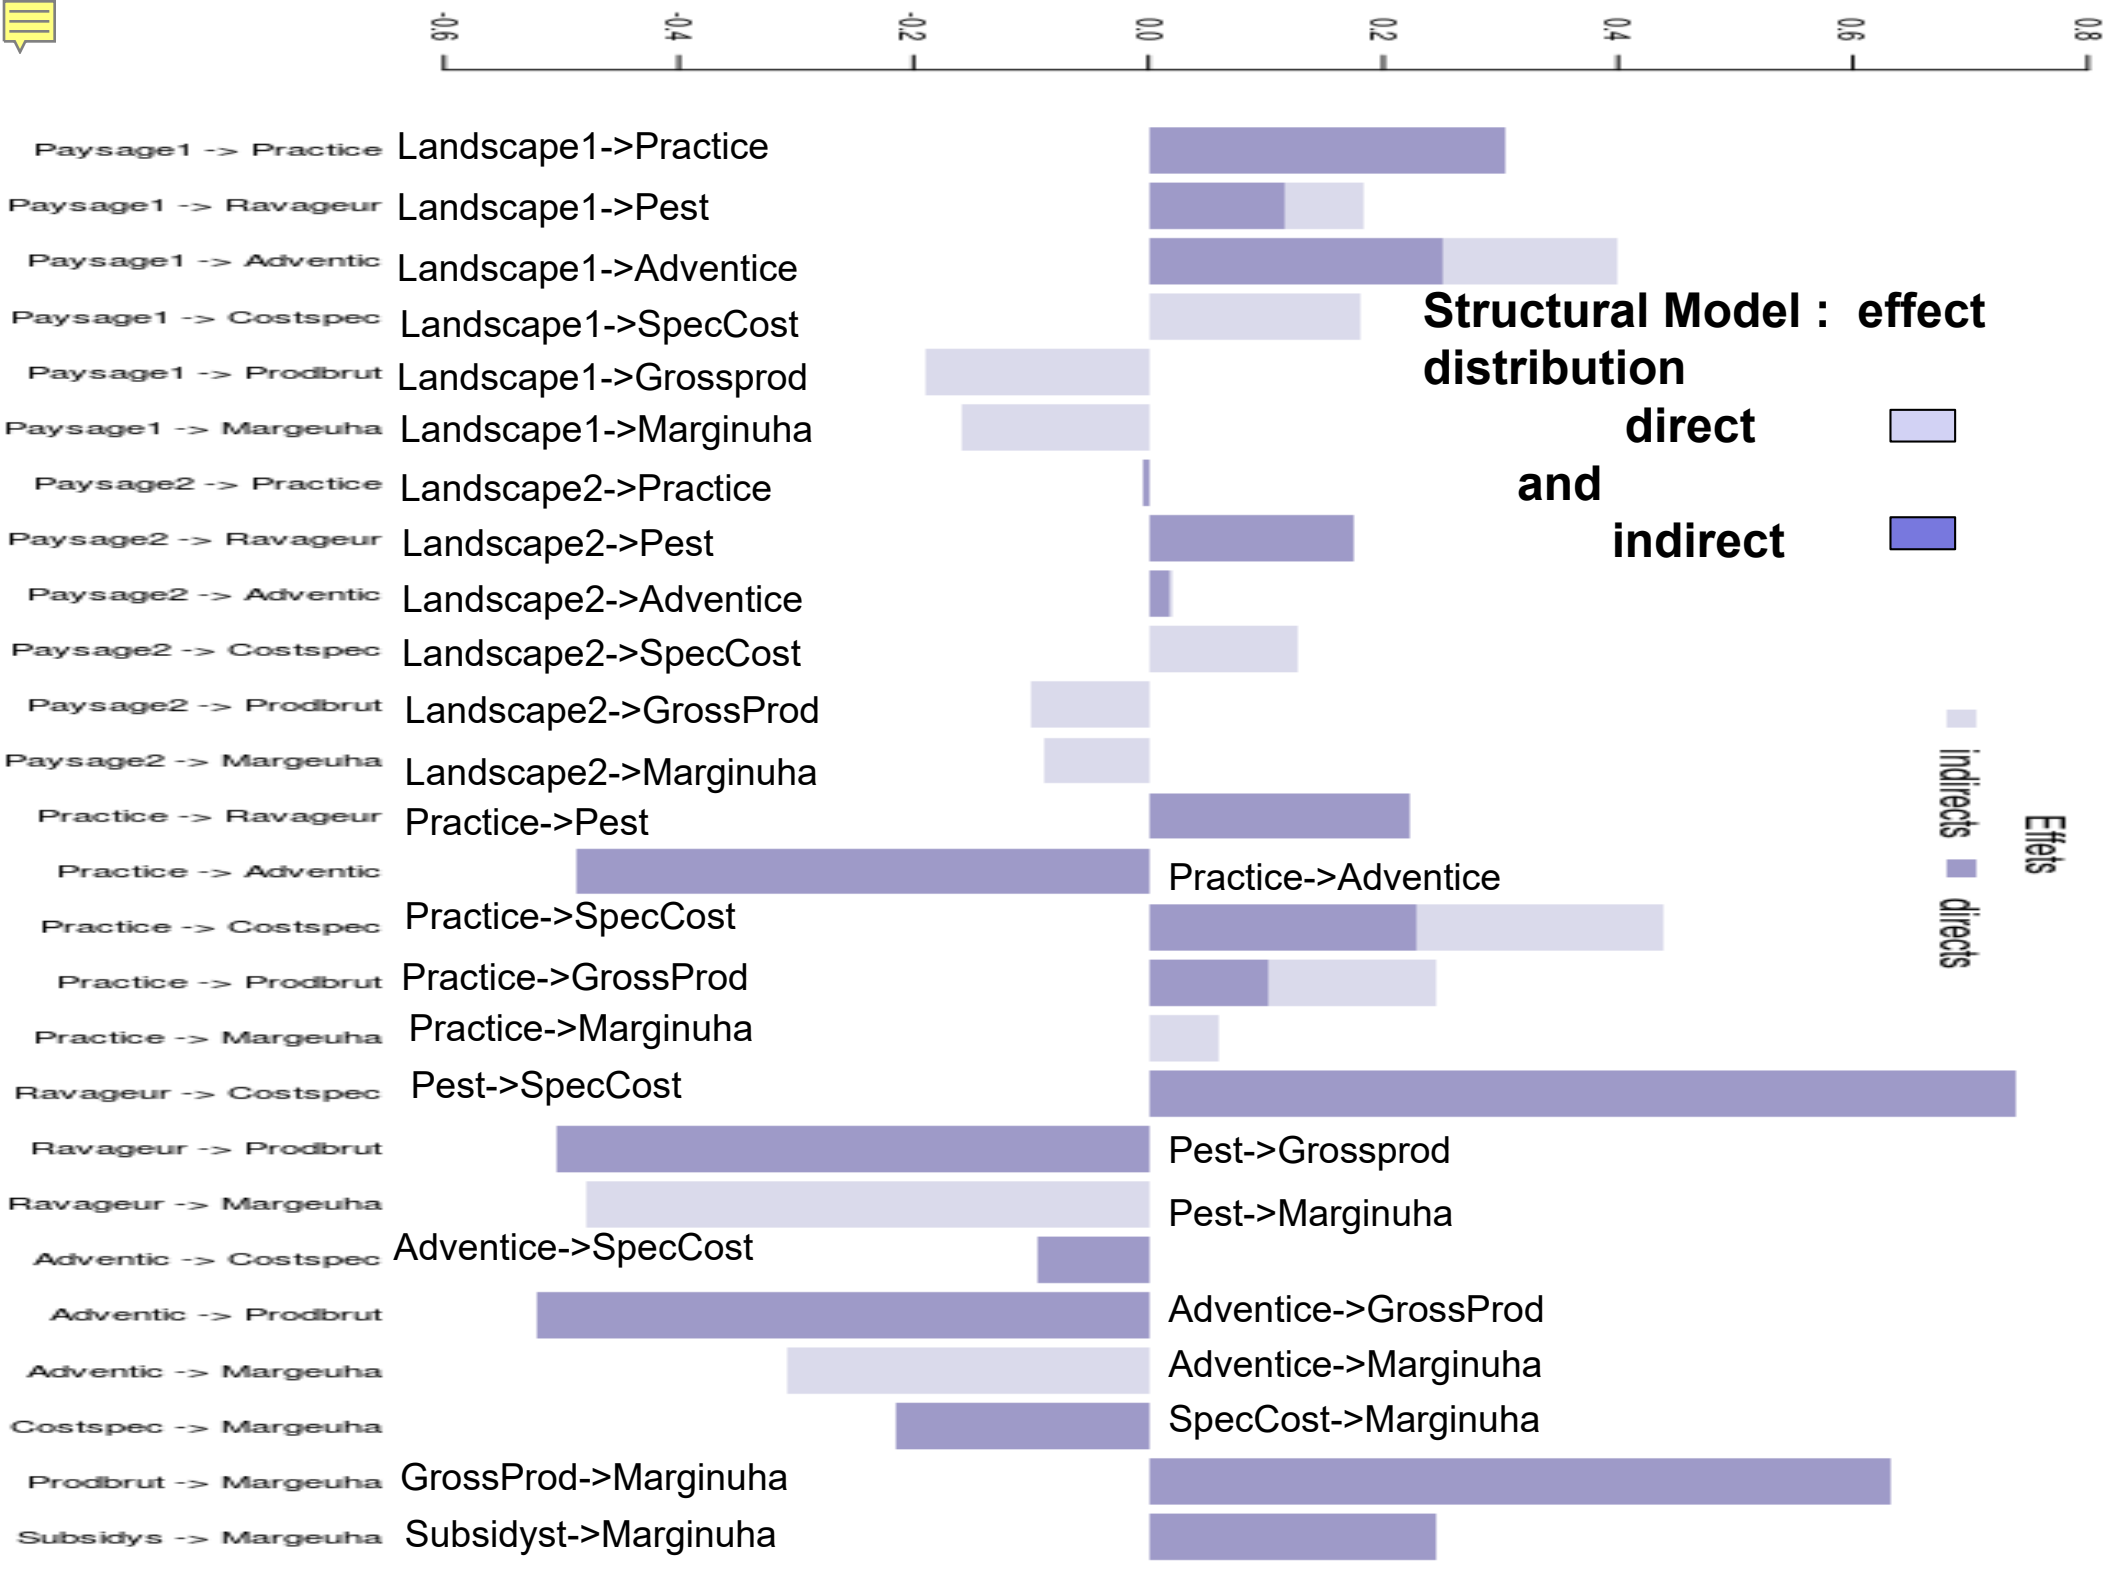 -0.6 -0.4 -0.2 0.0 0.2 0.4 0.6 0.8
Paysage1 -> Practice Landscape1->Practice
Paysage1 -> Ravageur Landscape1->Pest
Paysage1 -> Adventic Landscape1->Adventice
Paysage1 -> Costspec Landscape1->SpecCost
Structural Model : effect
Paysage1 -> Prodbrut Landscape1->Grossprod
distribution
Paysage1 -> Margeuha Landscape1->Marginuha
direct
Paysage2 -> Practice Landscape2->Practice
and
Paysage2 -> Ravageur Landscape2->Pest
indirect
Paysage2 -> Adventic Landscape2->Adventice
Paysage2 -> Costspec Landscape2->SpecCost
Paysage2 -> Prodbrut Landscape2->GrossProd
Paysage2 -> Margeuha Landscape2->Marginuha
Practice -> Ravageur Practice->Pest
Practice -> Adventic Practice->Adventice
Practice -> Costspec Practice->SpecCost
Practice -> Prodbrut Practice->GrossProd
Practice -> Margeuha Practice->Marginuha
Ravageur -> Costspec Pest->SpecCost
Ravageur -> Prodbrut Pest->Grossprod
Ravageur -> Margeuha Pest->Marginuha
Adventic -> Costspec Adventice->SpecCost
Adventic -> Prodbrut Adventice->GrossProd
Adventic -> Margeuha Adventice->Marginuha
Costspec -> Margeuha SpecCost->Marginuha
Prodbrut -> Margeuha GrossProd->Marginuha
Subsidys -> Margeuha Subsidyst->Marginuha
Effets
indirects directs